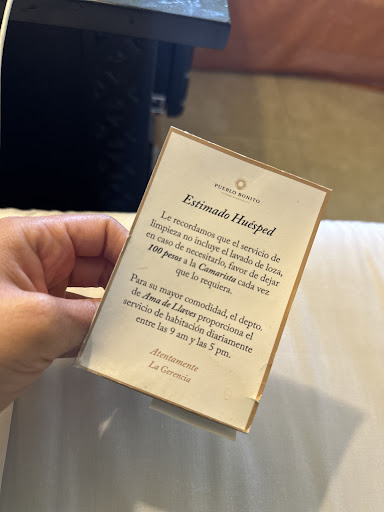 PUEBLO BONITO
Estimado Huésped
Le recordamos que el servicio de
limpieza no incluye el lavado de loza,
en caso de necesitarlo, favor de dejar
100 pesos a la Camarista cada vez
que lo requiera.
Para su mayor comodidad, el depto.
de Ama de Llaves proporciona el
servicio de habitación diariamente
entre las 9 am y las 5 pm.
Atentamente
La Gerencia